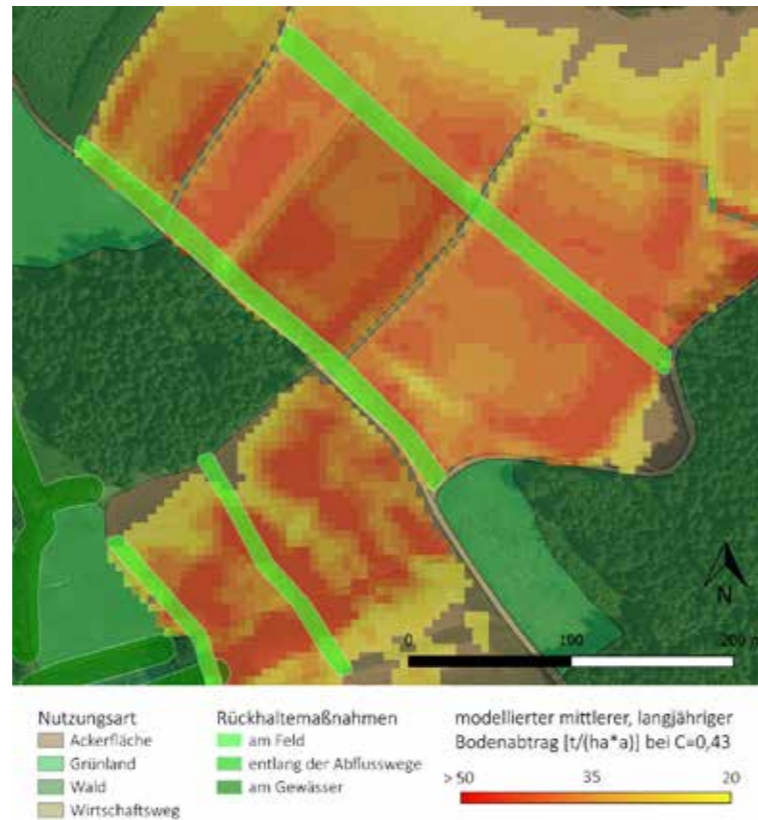 N
0 100 200 m
Nutzungsart
Ackerfläche
Grünland
Wald
Wirtschaftsweg
Rückhaltemaßnahmen
am Feld
entlang der Abflusswege
am Gewässer
modellierter mittlerer, langjähriger
Bodenabtrag [t/(ha*a)] bei C=0,43
> 50 35 20